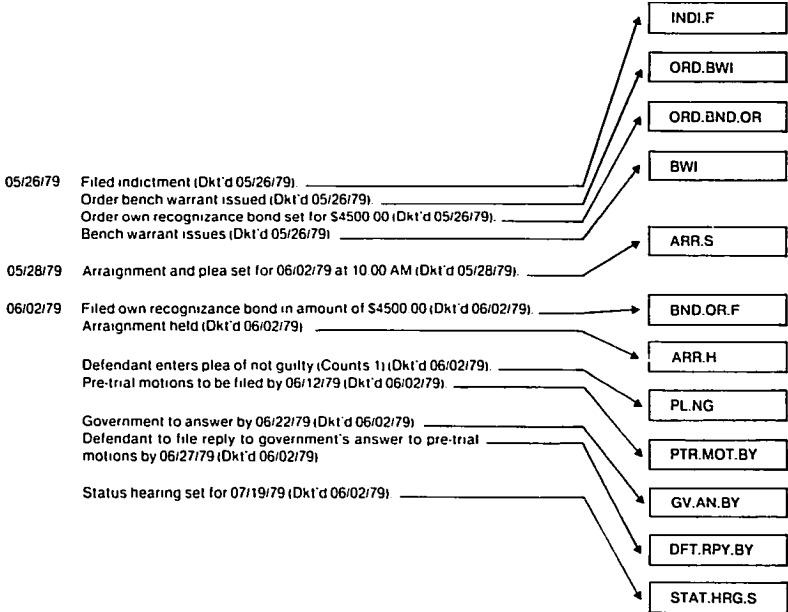 INDI.F
ORD.BWI
ORD.BND.OR
BWI
05/26/79 Filed indictment (Dkt'd 05/26/79).
Order bench warrant issued (Dkt'd 05/26/79).
Order own recognizance bond set for $4500 00 (Dkt'd 05/26/79).
Bench warrant issues (Dkt'd 05/26/79)
ARR.S
05/28/79 Arraignment and plea set for 06/02/79 at 10 00 AM (Dkt'd 05/28/79).
06/02/79 Filed own recognizance bond in amount of $4500.00 (Dkt'd 06/02/79).
BND.OR.F
Arraignment held (Dkt'd 06/02/79)
ARR.H
Defendant enters plea of not guilty (Counts 1) (Dkt'd 06/02/79).
Pre-trial motions to be filed by 06/12/79 (Dkt'd 06/02/79).
PL.NG
Government to answer by 06/22/79 (Dkt'd 06/02/79)
Defendant to file reply to government's answer to pre-trial
motions by 06/27/79 (Dkt'd 06/02/79)
PTR.MOT.BY
Status hearing set for 07/19/79 (Dkt'd 06/02/79).
GV.AN.BY
DFT.RPY.BY
STAT.HRG.S